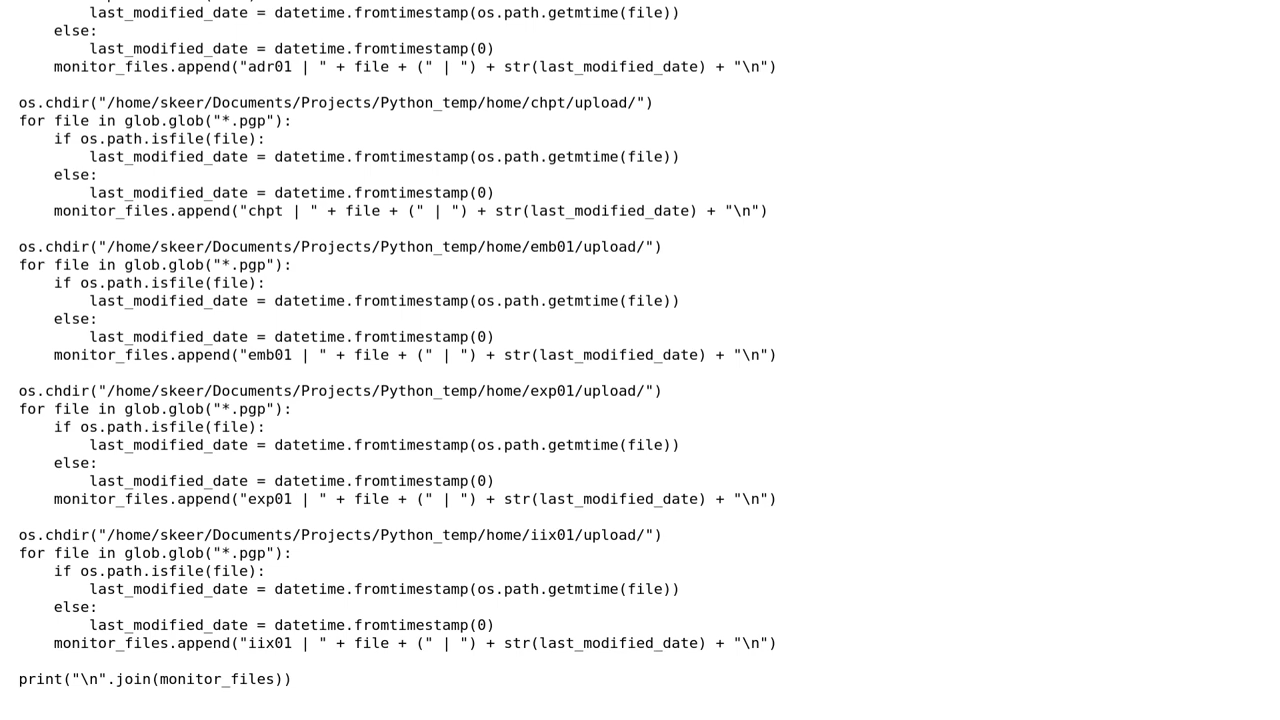 last_modified_date = datetime.fromtimestamp(os.path.getmtime(file))
    else:
        last_modified_date = datetime.fromtimestamp(0)
    monitor_files.append("adr01 | " + file + (" | ") + str(last_modified_date) + "\n")

os.chdir("/home/skeer/Documents/Projects/Python_temp/home/chpt/upload/")
for file in glob.glob("*.pgp"):
    if os.path.isfile(file):
        last_modified_date = datetime.fromtimestamp(os.path.getmtime(file))
    else:
        last_modified_date = datetime.fromtimestamp(0)
    monitor_files.append("chpt | " + file + (" | ") + str(last_modified_date) + "\n")

os.chdir("/home/skeer/Documents/Projects/Python_temp/home/emb01/upload/")
for file in glob.glob("*.pgp"):
    if os.path.isfile(file):
        last_modified_date = datetime.fromtimestamp(os.path.getmtime(file))
    else:
        last_modified_date = datetime.fromtimestamp(0)
    monitor_files.append("emb01 | " + file + (" | ") + str(last_modified_date) + "\n")

os.chdir("/home/skeer/Documents/Projects/Python_temp/home/exp01/upload/")
for file in glob.glob("*.pgp"):
    if os.path.isfile(file):
        last_modified_date = datetime.fromtimestamp(os.path.getmtime(file))
    else:
        last_modified_date = datetime.fromtimestamp(0)
    monitor_files.append("exp01 | " + file + (" | ") + str(last_modified_date) + "\n")

os.chdir("/home/skeer/Documents/Projects/Python_temp/home/iix01/upload/")
for file in glob.glob("*.pgp"):
    if os.path.isfile(file):
        last_modified_date = datetime.fromtimestamp(os.path.getmtime(file))
    else:
        last_modified_date = datetime.fromtimestamp(0)
    monitor_files.append("iix01 | " + file + (" | ") + str(last_modified_date) + "\n")

print("\n".join(monitor_files))